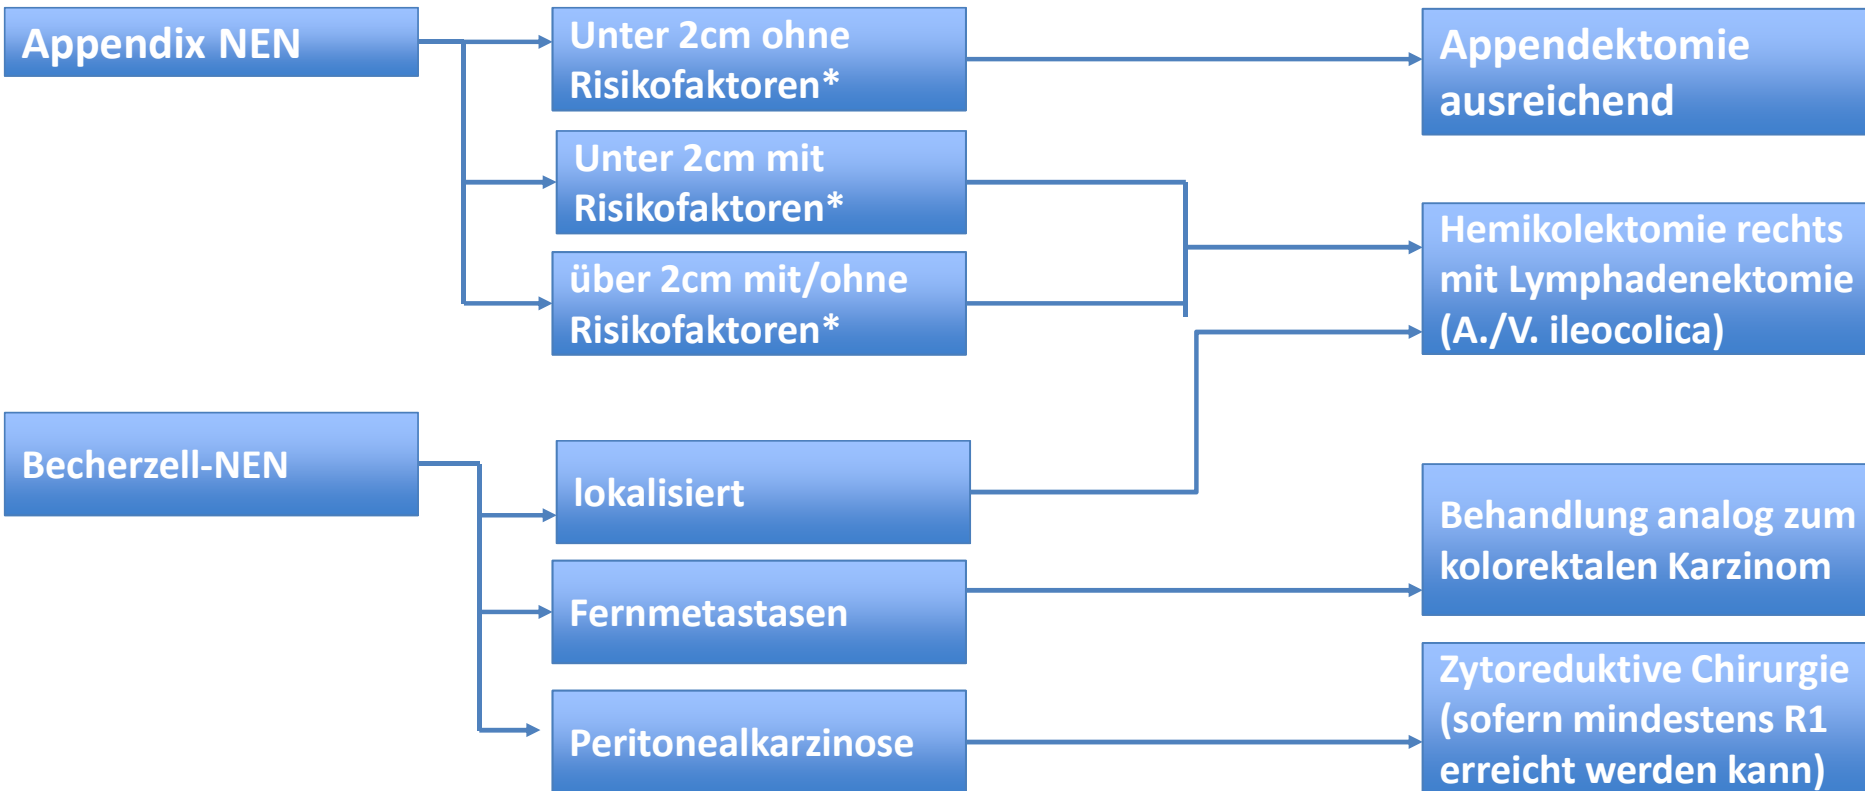 Appendix NEN
Unter 2cm ohne
Risikofaktoren*
Appendektomie
ausreichend
Unter 2cm mit
Risikofaktoren*
über 2cm mit/ohne
Risikofaktoren*
Hemikolektomie rechts
mit Lymphadenektomie
(A./V. ileocolica)
Becherzell-NEN
lokalisiert
Fernmetastasen
Peritonealkarzinose
Behandlung analog zum
kolorektalen Karzinom
Zytoreduktive Chirurgie
(sofern mindestens R1
erreicht werden kann)